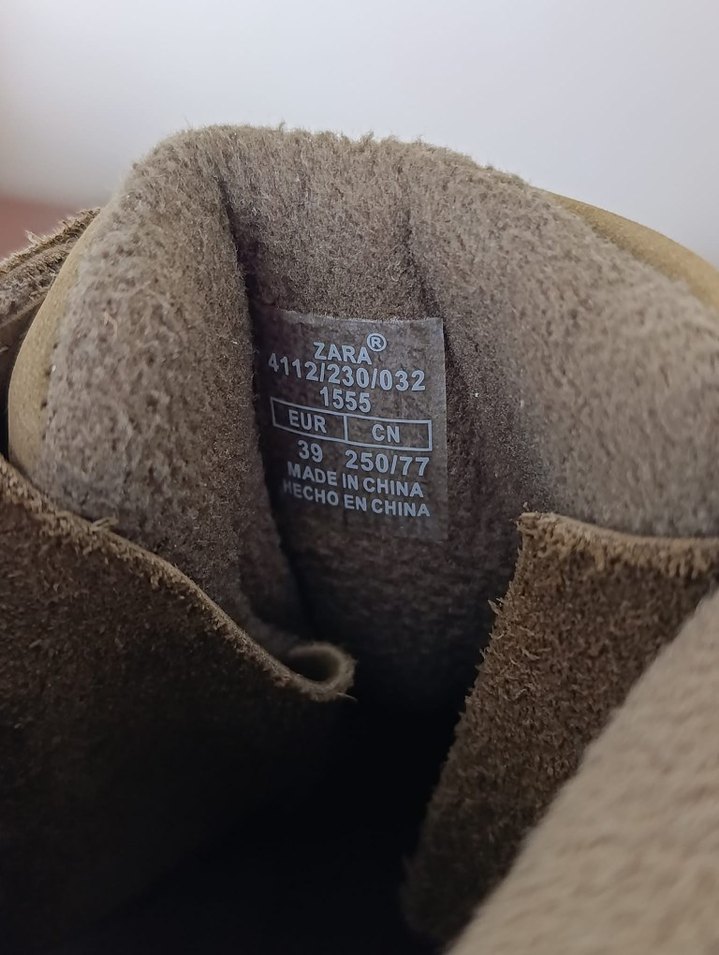 ZARA®
4112/230/032
1555
EUR CN
39 250/77
MADE IN CHINA
HECHO EN CHINA